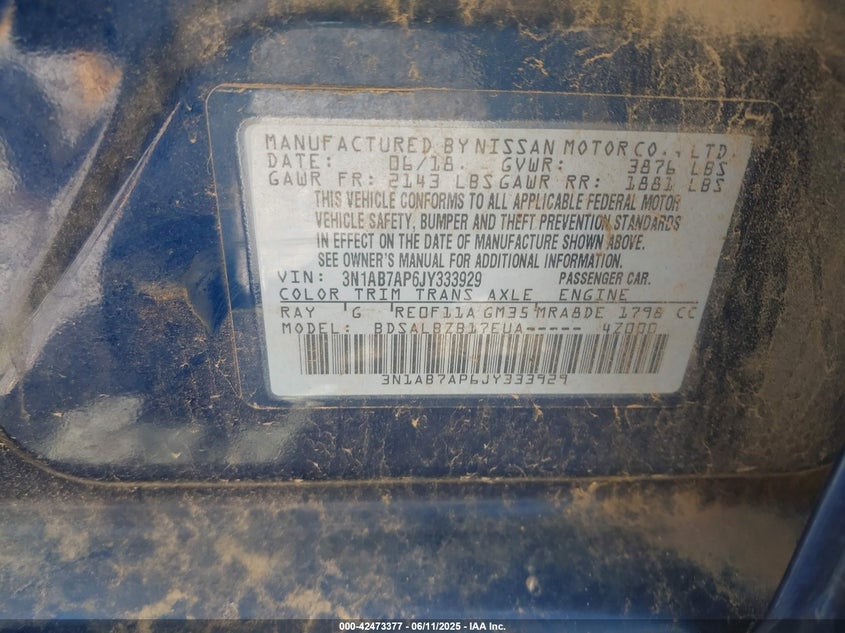 MANUFACTURED BY NISSAN MOTOR CO., LTD
DATE: 06/18. GVWR: 3876 LBS
GAWR FR: 2143 LBS GAWR RR: 1881 LBS
THIS VEHICLE CONFORMS TO ALL APPLICABLE FEDERAL MOTOR
VEHICLE SAFETY, BUMPER AND THEFT PREVENTION STANDARDS
IN EFFECT ON THE DATE OF MANUFACTURE SHOWN ABOVE.
SEE OWNER'S MANUAL FOR ADDITIONAL INFORMATION.
VIN: 3N1AB7AP6JY333929 PASSENGER CAR.
COLOR TRIM TRANS AXLE ENGINE
RAY G RE0F11A GM35 MRA8DE 1798 CC
MODEL: BDSALBZB17EUA----- 47000
3N1AB7AP6JY333929
000-42473377 - 06/11/2025 - IAA Inc.